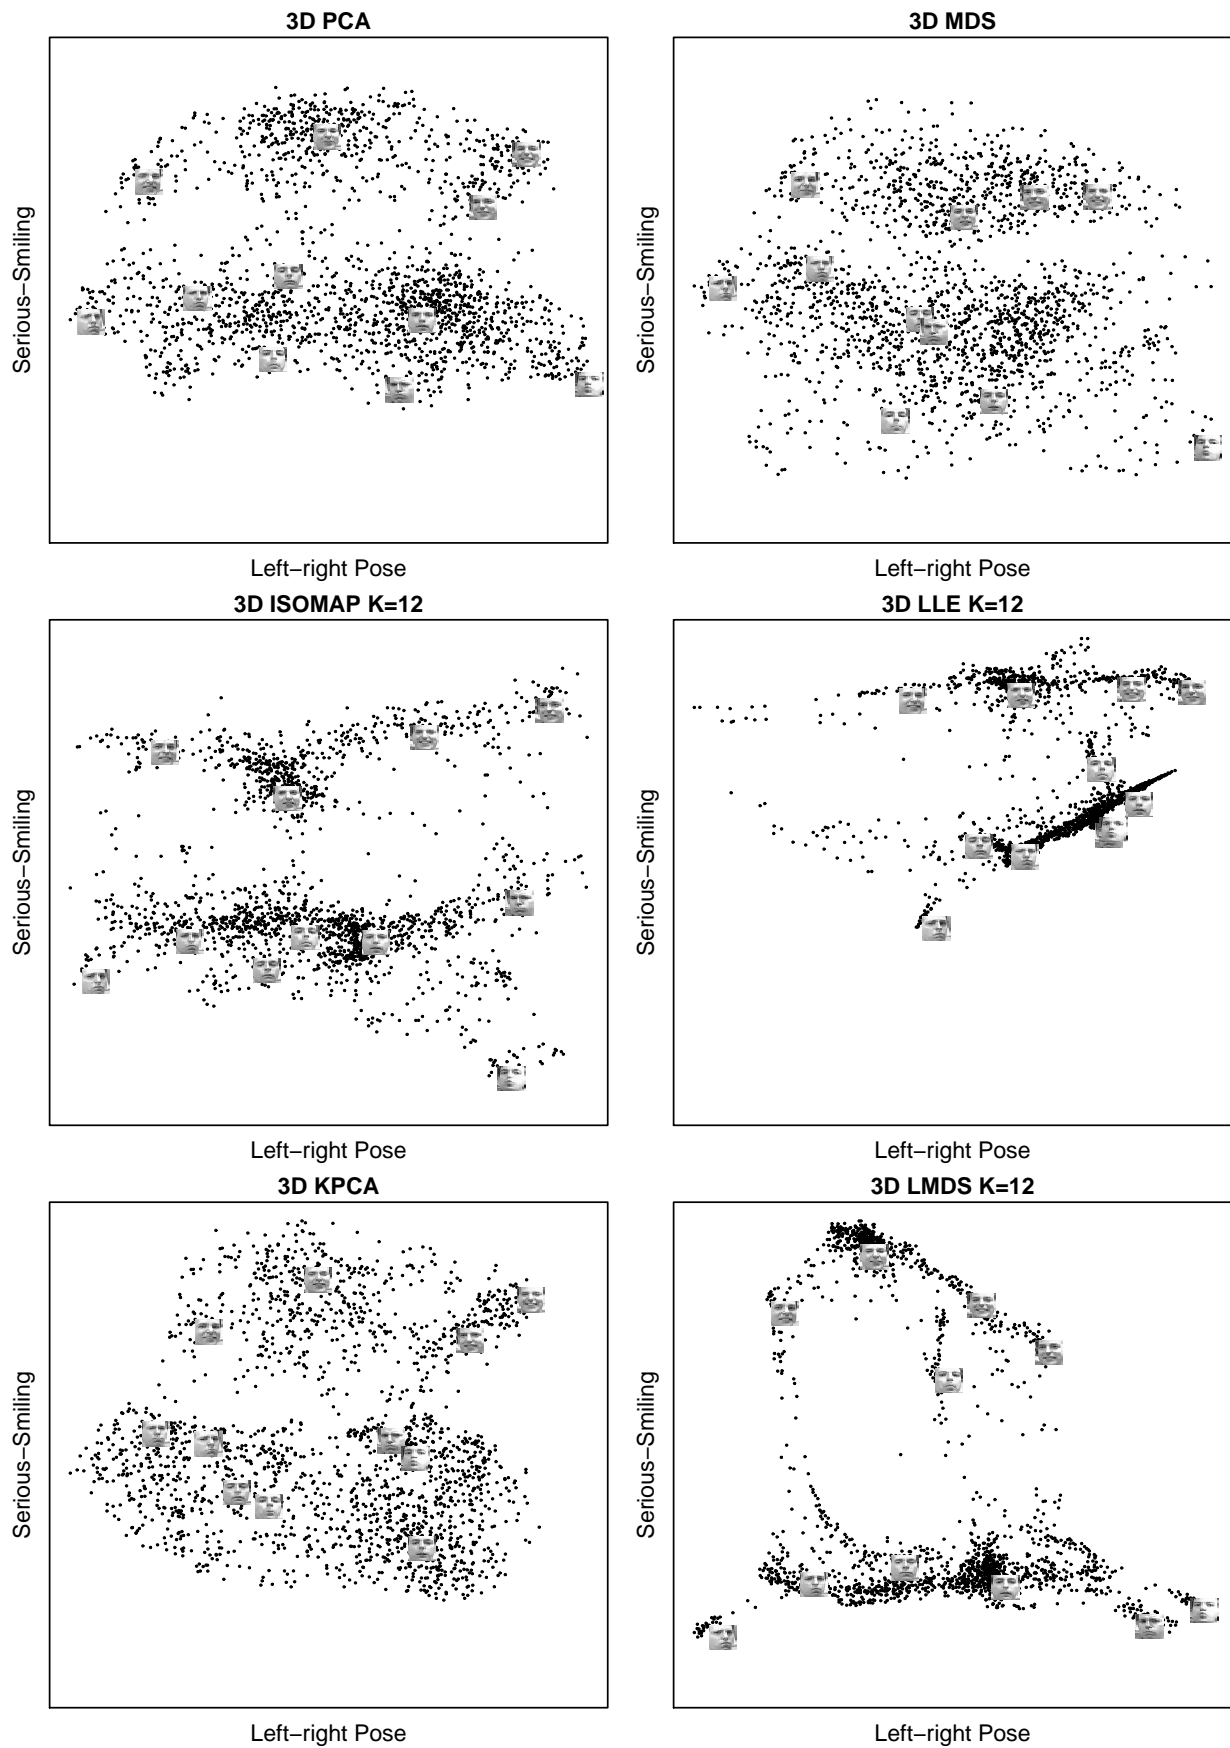 3D PCA
Serious−Smiling
Left−right Pose
3D MDS
Serious−Smiling
Left−right Pose
3D ISOMAP K=12
Serious−Smiling
Left−right Pose
3D LLE K=12
Serious−Smiling
Left−right Pose
3D KPCA
Serious−Smiling
Left−right Pose
3D LMDS K=12
Serious−Smiling
Left−right Pose